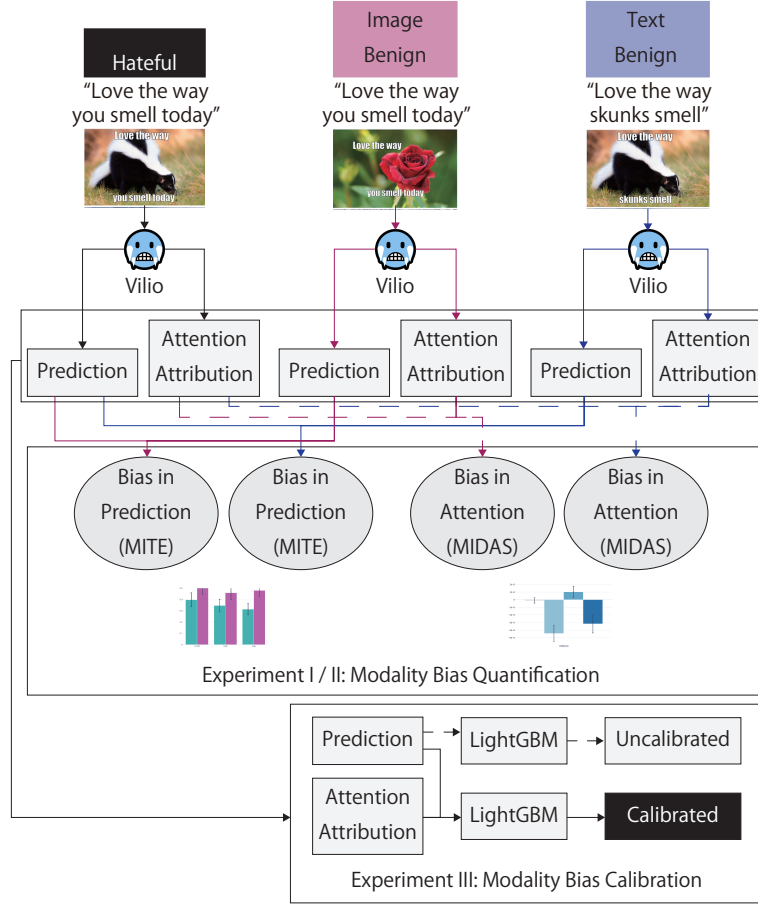 Hateful
Image
Benign
Text
Benign
“Love the way
you smell today”
“Love the way
you smell today”
“Love the way
skunks smell”
Love the way
you smell today
Love the way
you smell today
Love the way
skunks smell
Vilio
Vilio
Vilio
Prediction
Attention
Attribution
Prediction
Attention
Attribution
Prediction
Attention
Attribution
Bias in
Prediction
(MITE)
Bias in
Prediction
(MITE)
Bias in
Attention
(MIDAS)
Bias in
Attention
(MIDAS)
Experiment I / II: Modality Bias Quantification
Prediction
LightGBM
Uncalibrated
Attention
Attribution
LightGBM
Calibrated
Experiment III: Modality Bias Calibration